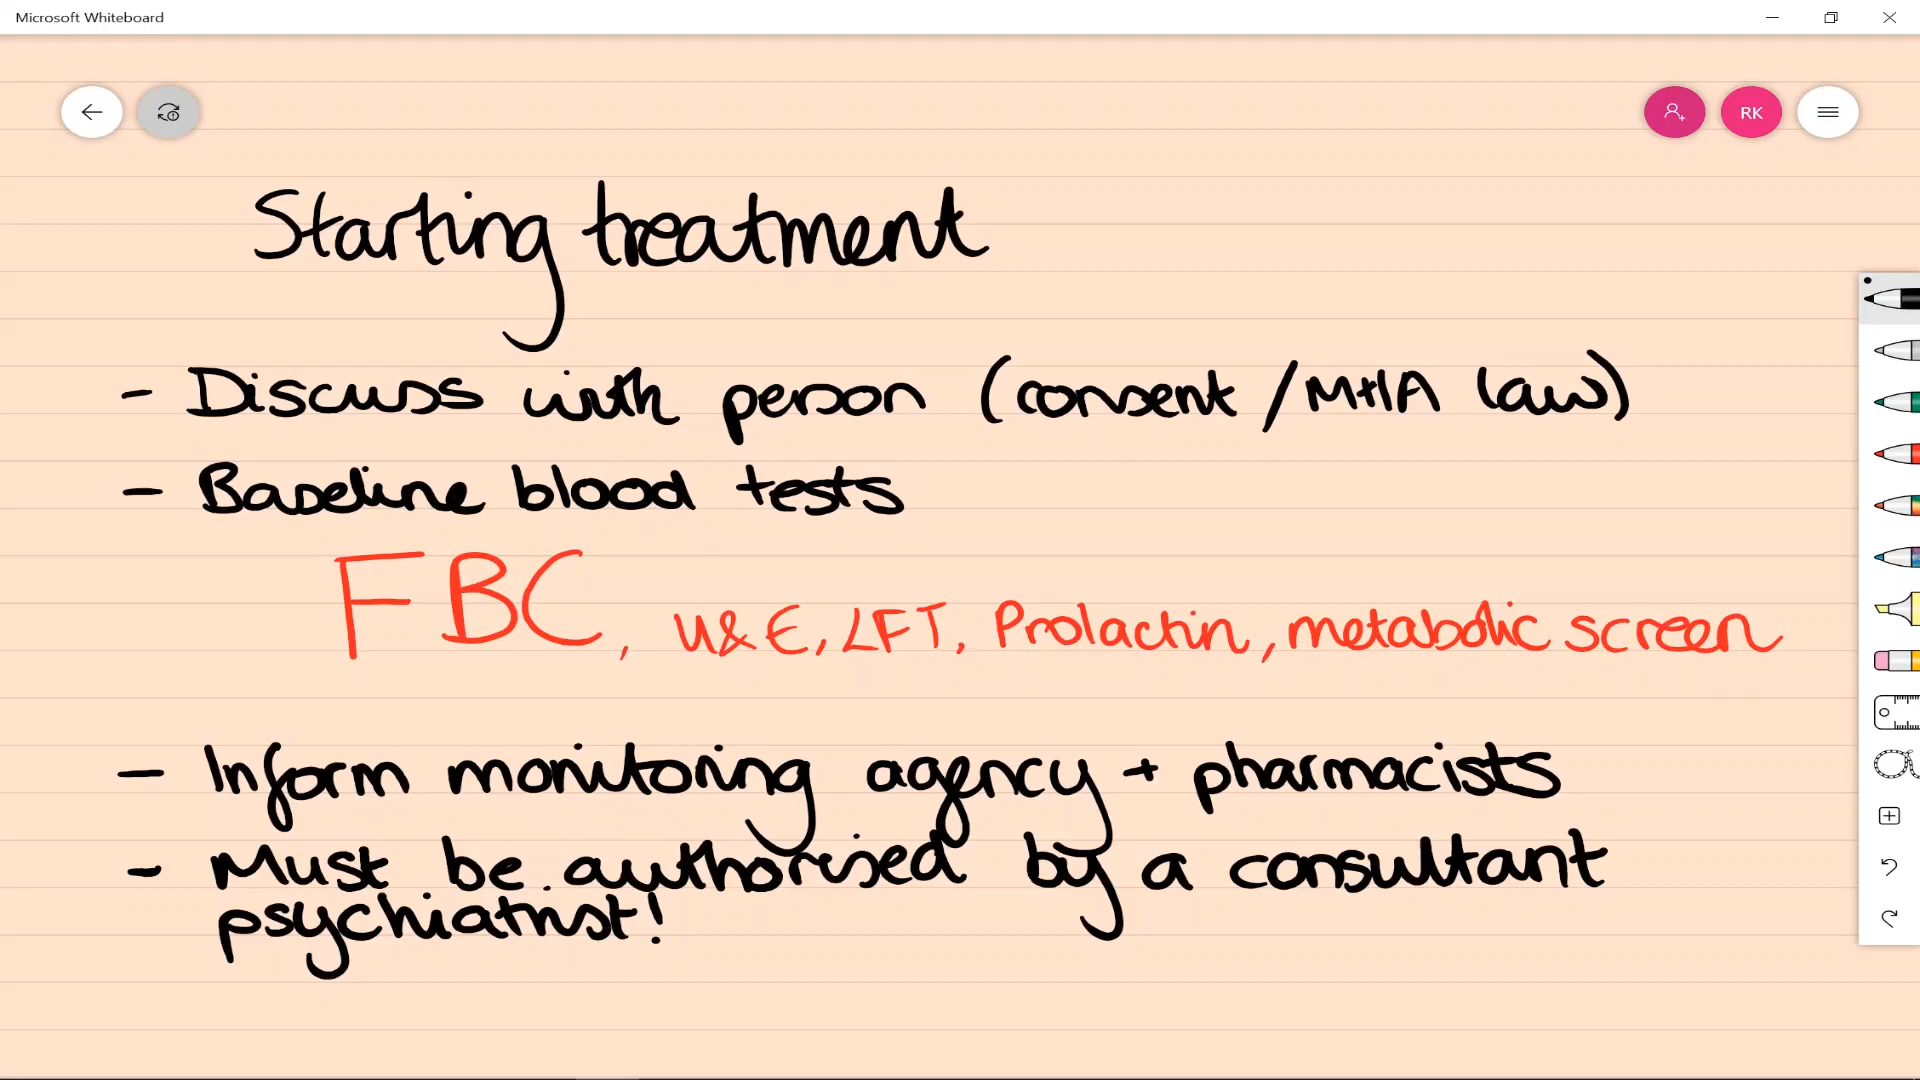 Microsoft Whiteboard
RK
Starting treatment
- Discuss with person (consent / MHA law)
- Baseline blood tests
FBC, U&E, LFT, Prolactin, metabolic screen
- Inform monitoring agency + pharmacists
- Must be authorised by a consultant
psychiatrist!